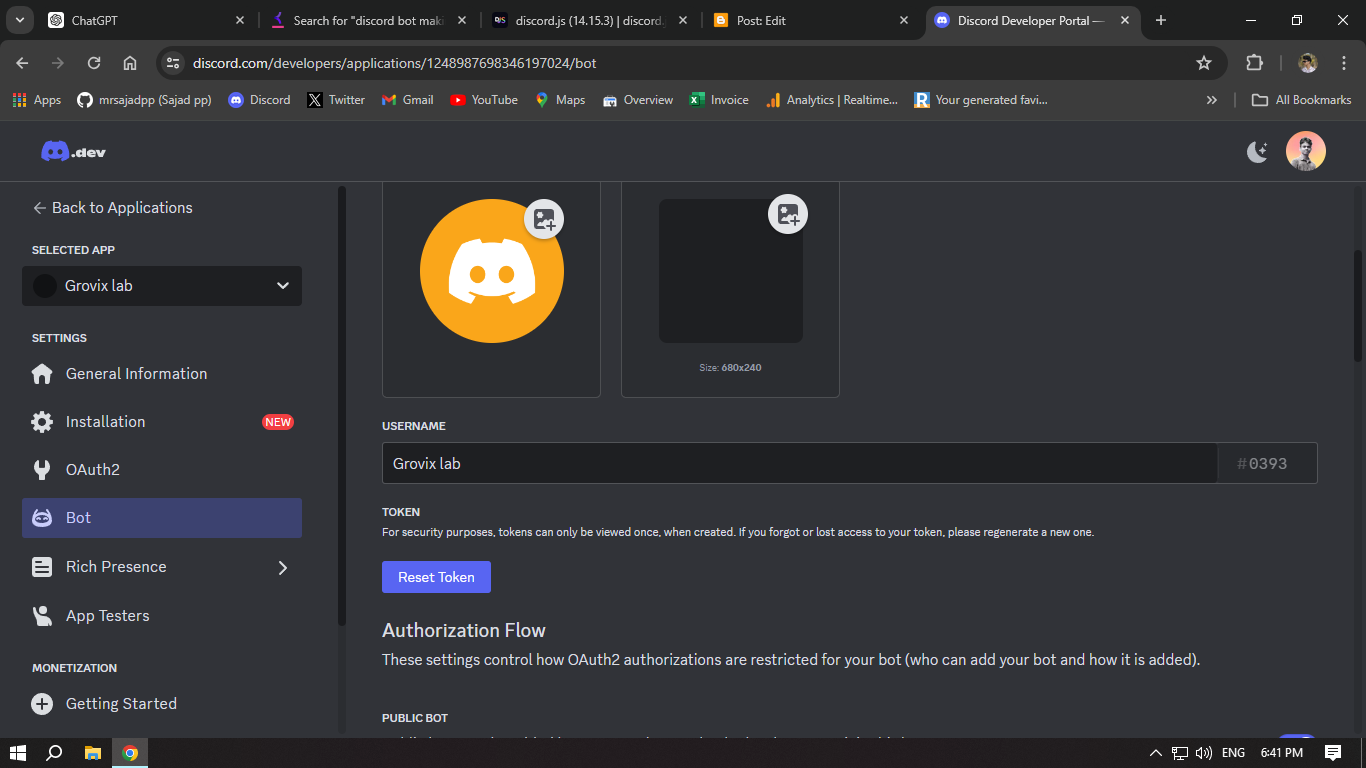 ChatGPT
Search for "discord bot maki
discord.js (14.15.3) | discord.
Post: Edit
Discord Developer Portal —
discord.com/developers/applications/1248987698346197024/bot
Apps
mrsajadpp (Sajad pp)
Discord
Twitter
Gmail
YouTube
Maps
Overview
Invoice
Analytics | Realtime...
Your generated favi...
All Bookmarks
.dev
Back to Applications
SELECTED APP
Grovix lab
SETTINGS
General Information
Installation
NEW
OAuth2
Bot
Rich Presence
App Testers
MONETIZATION
Getting Started
Size: 680x240
USERNAME
Grovix lab
#0393
TOKEN
For security purposes, tokens can only be viewed once, when created. If you forgot or lost access to your token, please regenerate a new one.
Reset Token
Authorization Flow
These settings control how OAuth2 authorizations are restricted for your bot (who can add your bot and how it is added).
PUBLIC BOT
ENG
6:41 PM